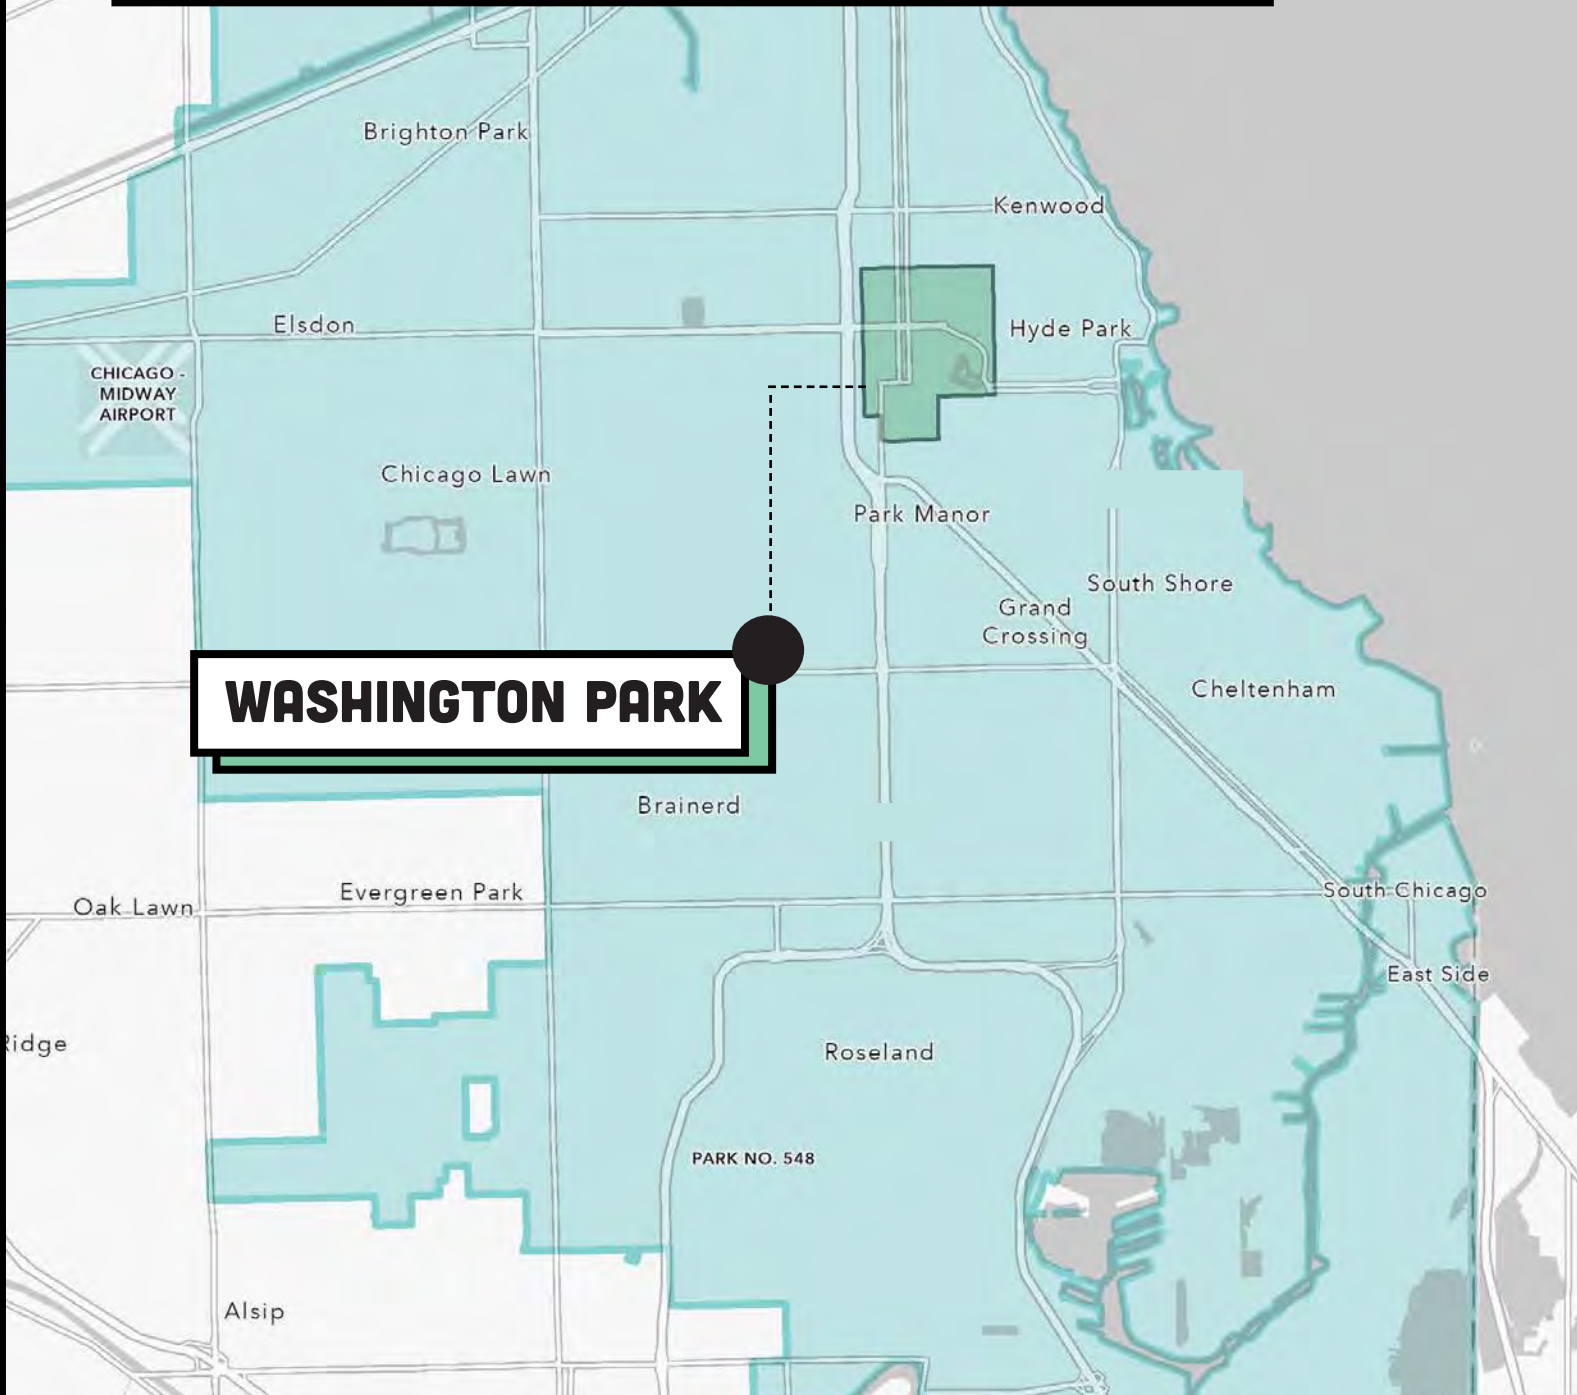 Brighton Park
Kenwood
Elsdon
Hyde Park
CHICAGO -
MIDWAY
AIRPORT
Chicago Lawn
Park Manor
South Shore
Grand
Crossing
WASHINGTON PARK
Cheltenham
Brainerd
Evergreen Park
South Chicago
Oak Lawn
East Side
Ridge
Roseland
PARK NO. 548
Alsip